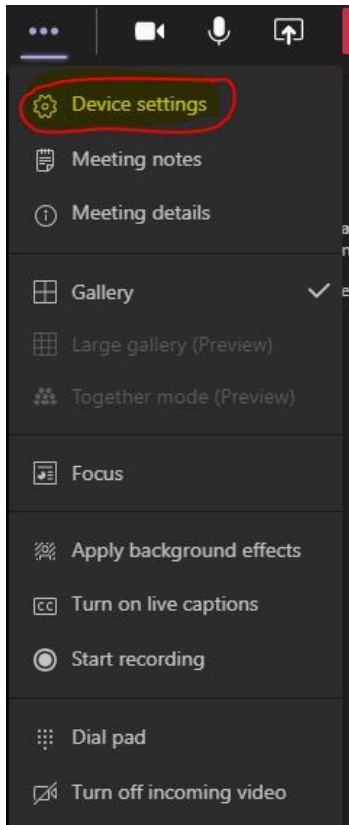 Device settings
Meeting notes
Meeting details
Gallery
Large gallery (Preview)
Together mode (Preview)
Focus
Apply background effects
CC Turn on live captions
Start recording
Dial pad
Turn off incoming video